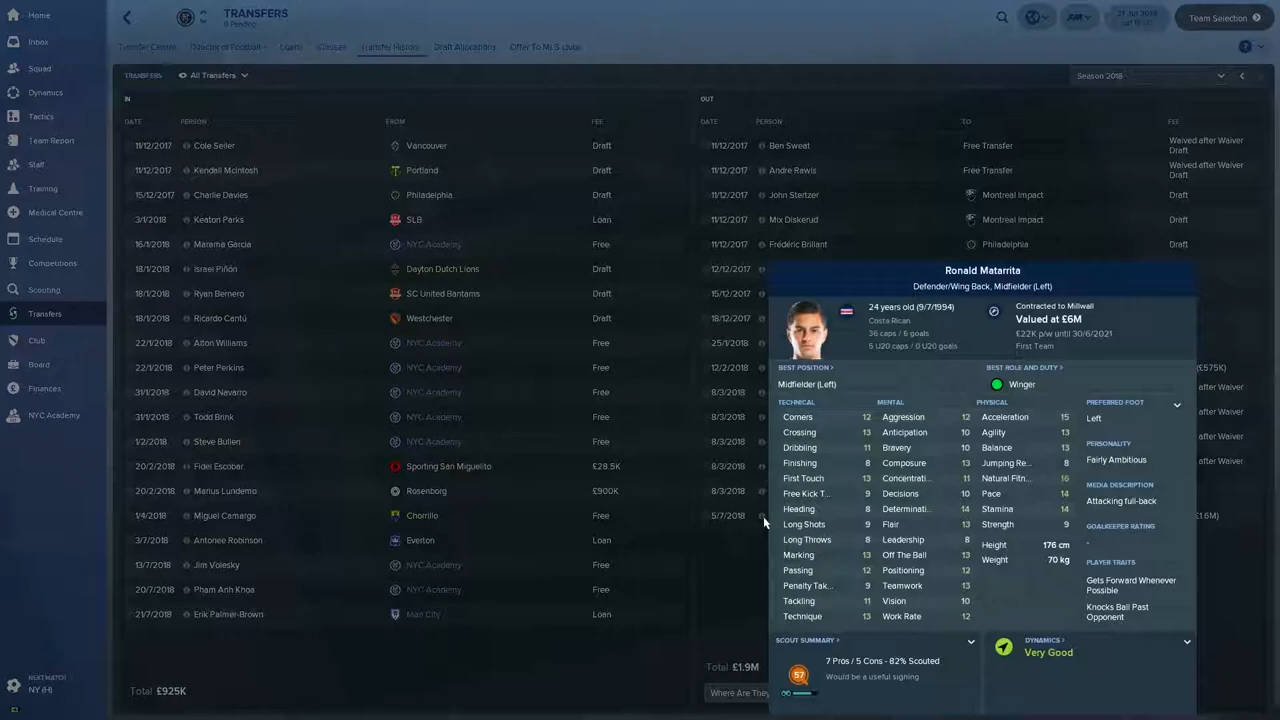 Home
TRANSFERS
0 Pending
21 Jul 2018
Sat 18:00
Team Selection
Inbox
Transfer Centre
Director of Football
Loans
Clauses
Transfer History
Draft Allocations
Offer To MLS clubs
Squad
TRANSFERS
All Transfers
Season 2018
Dynamics
Tactics
Team Report
Staff
Training
Medical Centre
Schedule
Competitions
Scouting
Transfers
Club
Board
Finances
NYC Academy
NEXT MATCH
NY (H)
IN
DATE PERSON FROM FEE
11/12/2017 Cole Seiler Vancouver Draft
11/12/2017 Kendall McIntosh Portland Draft
15/12/2017 Charlie Davies Philadelphia Draft
3/1/2018 Keaton Parks SLB Loan
16/1/2018 Marama Garcia NYC Academy Free
18/1/2018 Israel Piñón Dayton Dutch Lions Draft
18/1/2018 Ryan Bernero SC United Bantams Draft
18/1/2018 Ricardo Cantú Westchester Draft
22/1/2018 Alton Williams NYC Academy Free
22/1/2018 Peter Perkins NYC Academy Free
31/1/2018 David Navarro NYC Academy Free
31/1/2018 Todd Brink NYC Academy Free
1/2/2018 Steve Bullen NYC Academy Free
20/2/2018 Fidel Escobar Sporting San Miguelito £28.5K
20/2/2018 Marius Lundemo Rosenborg £900K
1/4/2018 Miguel Camargo Chorrillo Free
3/7/2018 Antonee Robinson Everton Loan
13/7/2018 Jim Volesky NYC Academy Free
20/7/2018 Pham Anh Khoa NYC Academy Free
21/7/2018 Erik Palmer-Brown Man City Loan
Total £925K
OUT
DATE PERSON TO FEE
11/12/2017 Ben Sweat Free Transfer Waived after Waiver Draft
11/12/2017 Andre Rawls Free Transfer Waived after Waiver Draft
11/12/2017 John Stertzer Montreal Impact Draft
11/12/2017 Mix Diskerud Montreal Impact Draft
11/12/2017 Frédéric Brillant Philadelphia Draft
12/12/2017
15/12/2017
18/12/2017
25/1/2018
12/2/2018 (£575K)
8/3/2018 after Waiver
8/3/2018 after Waiver
8/3/2018 after Waiver
8/3/2018 after Waiver
8/3/2018
5/7/2018 (£1.6M)
Total £1.9M
Where Are They
Ronald Matarrita
Defender/Wing Back, Midfielder (Left)
24 years old (9/7/1994)
Costa Rican
36 caps / 6 goals
5 U20 caps / 0 U20 goals
Contracted to Millwall
Valued at £6M
£22K p/w until 30/6/2021
First Team
BEST POSITION >
Midfielder (Left)
BEST ROLE AND DUTY >
Winger
TECHNICAL MENTAL PHYSICAL PREFERRED FOOT
Corners 12 Aggression 12 Acceleration 15 Left
Crossing 13 Anticipation 10 Agility 13
Dribbling 11 Bravery 10 Balance 13 PERSONALITY
Finishing 8 Composure 13 Jumping Re... 8 Fairly Ambitious
First Touch 13 Concentrati... 11 Natural Fitn... 16
Free Kick T... 9 Decisions 10 Pace 14 MEDIA DESCRIPTION
Heading 8 Determinati... 14 Stamina 14 Attacking full-back
Long Shots 9 Flair 13 Strength 9
Long Throws 8 Leadership 8 Height 176 cm GOALKEEPER RATING
Marking 13 Off The Ball 13 Weight 70 kg -
Passing 12 Positioning 12 PLAYER TRAITS
Penalty Tak... 9 Teamwork 13 Gets Forward Whenever Possible
Tackling 11 Vision 10 Knocks Ball Past Opponent
Technique 13 Work Rate 12
SCOUT SUMMARY >
57
7 Pros / 5 Cons - 82% Scouted
Would be a useful signing
DYNAMICS >
Very Good